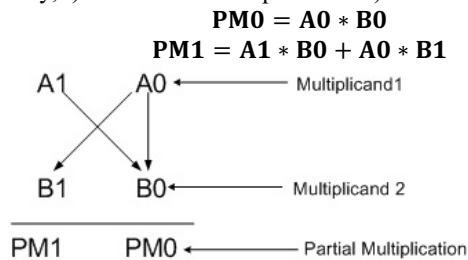 PM0 = A0 * B0
PM1 = A1 * B0 + A0 * B1
A1 A0 Multiplicand1
B1 B0 Multiplicand 2
PM1 PM0 Partial Multiplication